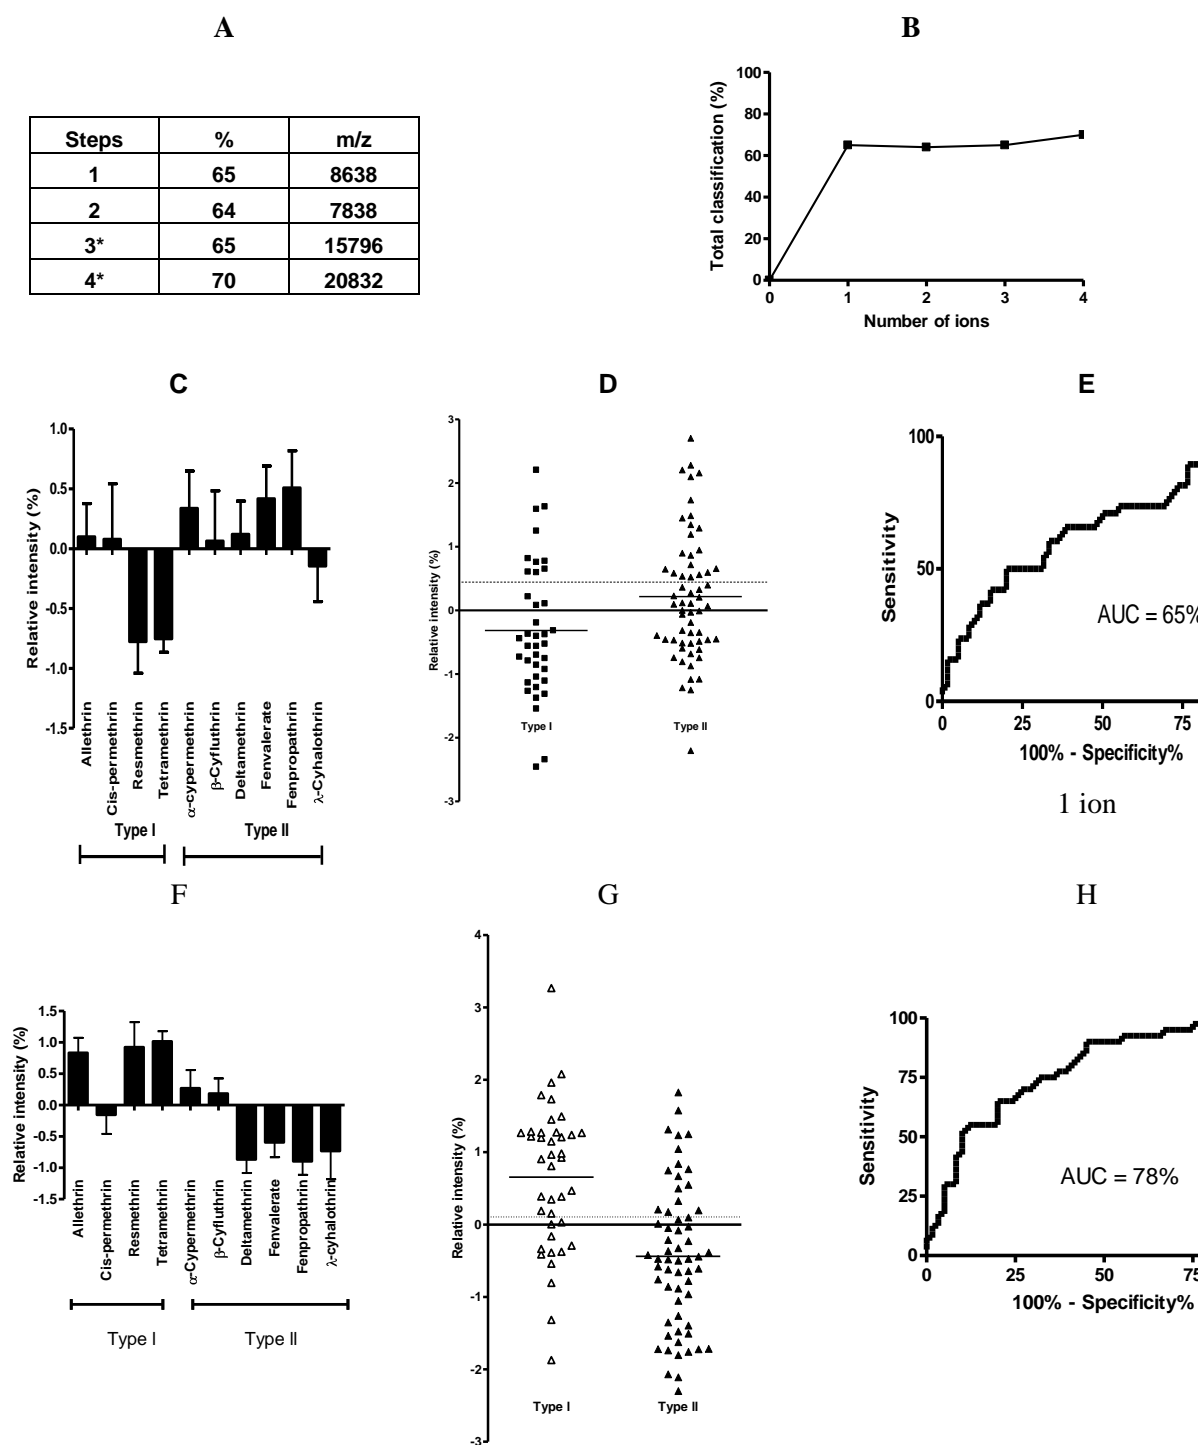 A
B
Steps % m/z
1 65 8638
2 64 7838
3* 65 15796
4* 70 20832
Total classification (%)
100
80
60
40
20
0
0 1 2 3 4
Number of ions
C
D
E
Relative intensity (%)
1.0
0.5
0.0
-0.5
-1.0
-1.5
Allethrin
Cis-permethrin
Resmethrin
Tetramethrin
α-cypermethrin
β-Cyfluthrin
Deltamethrin
Fenvalerate
Fenpropathrin
λ-Cyhalothrin
Type I Type II
Relative intensity (%)
3
2
1
0
-1
-2
-3
Type I Type II
Sensitivity
100
50
0
AUC = 65%
0 25 50 75
100% - Specificity%
1 ion
F
G
H
Relative intensity (%)
1.5
1.0
0.5
0.0
-0.5
-1.0
-1.5
Allethrin
Cis-permethrin
Resmethrin
Tetramethrin
α-Cypermethrin
β-Cyfluthrin
Deltamethrin
Fenvalerate
Fenpropathrin
λ-cyhalothrin
Type I Type II
Relative intensity (%)
4
3
2
1
0
-1
-2
-3
Type I Type II
Sensitivity
100
75
50
25
0
AUC = 78%
0 25 50 75
100% - Specificity%